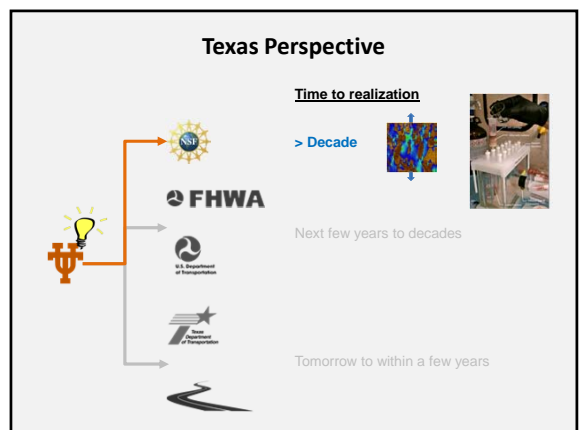 Texas Perspective
Time to realization
NSF
> Decade
FHWA
Next few years to decades
U.S. Department
of Transportation
Texas
Department
of Transportation
Tomorrow to within a few years